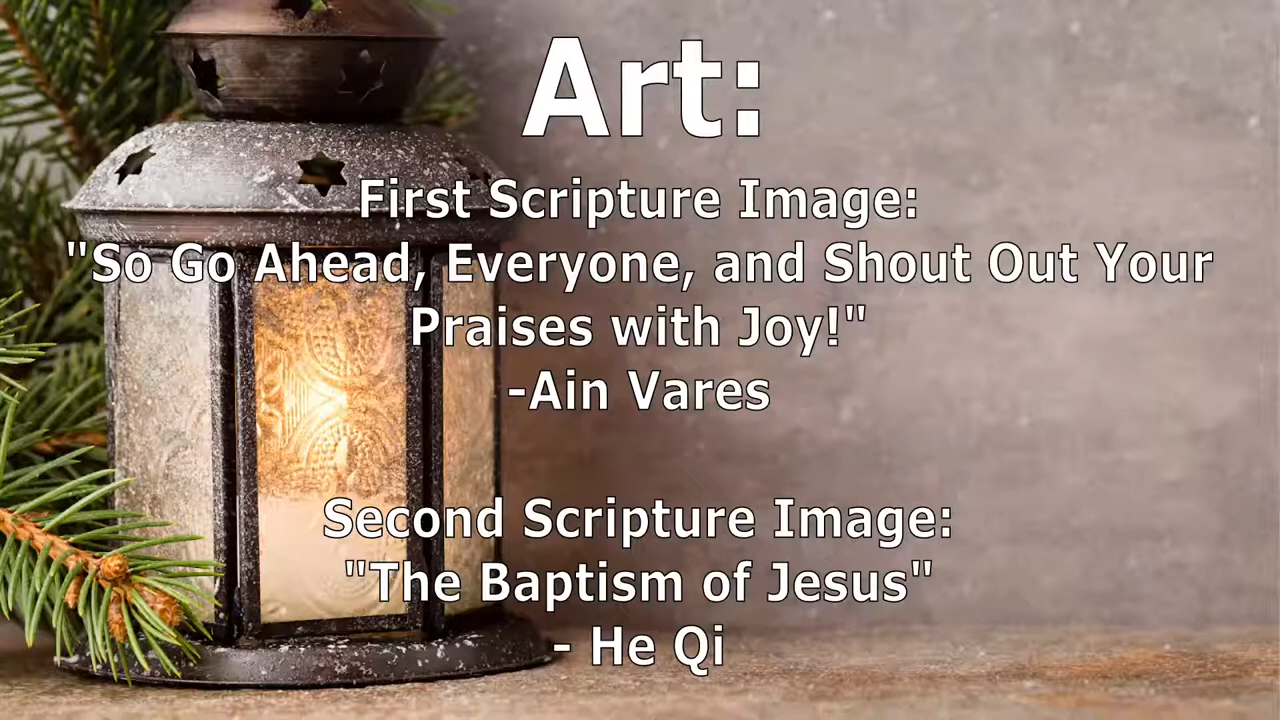 Art:
First Scripture Image:
"So Go Ahead, Everyone, and Shout Out Your
Praises with Joy!"
-Ain Vares
Second Scripture Image:
"The Baptism of Jesus"
- He Qi